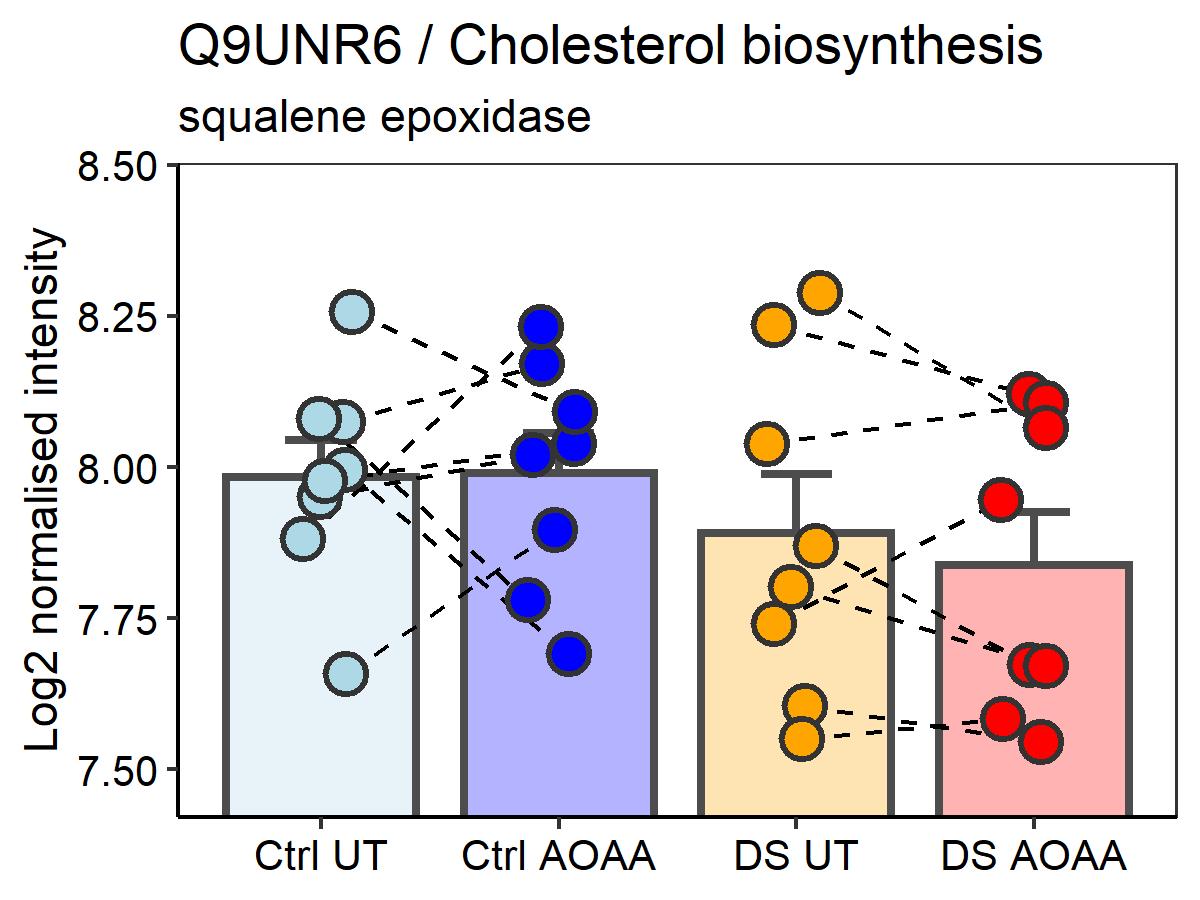 Q9UNR6 / Cholesterol biosynthesis
squalene epoxidase
Log2 normalised intensity
8.50
8.25
8.00
7.75
7.50
Ctrl UT
Ctrl AOAA
DS UT
DS AOAA